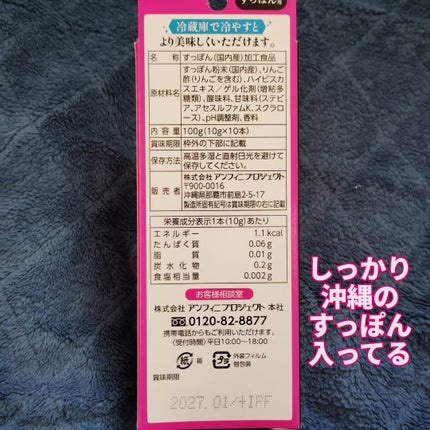 すっぽん
冷蔵庫で冷やすと
より美味しくいただけます。
名　称 すっぽん(国内産)加工食品
原材料名 すっぽん粉末(国内産)、りんご
酢(りんごを含む)、ハイビス
カスエキス/ゲル化剤(増粘多
糖類)、酸味料、甘味料(ステビ
ア、アセスルファムK、スクラロ
ース)、pH調整剤、香料
内 容 量 100g(10g×10本)
賞味期限 枠外の下部に記載
保存方法 高温多湿と直射日光を避けて
保存してください。
販 売 者 株式会社 アンフィニプロジェクト
〒900-0016
沖縄県那覇市前島2-5-17
製造所固有記号は賞味期限の右に記載
栄養成分表示1本(10g)あたり
エネルギー 1.1kcal
たんぱく質 0.06g
脂質 0.01g
炭水化物 0.2g
食塩相当量 0.002g
お客様相談室
株式会社 アンフィニプロジェクト 本社
0120-82-8877
携帯電話からもご利用いただけます。
<受付時間>平日10:00~18:00
紙 箱 プラ 外装フィルム
個包装
賞味期限
2027.01/4IPF
しっかり
沖縄の
すっぽん
入ってる